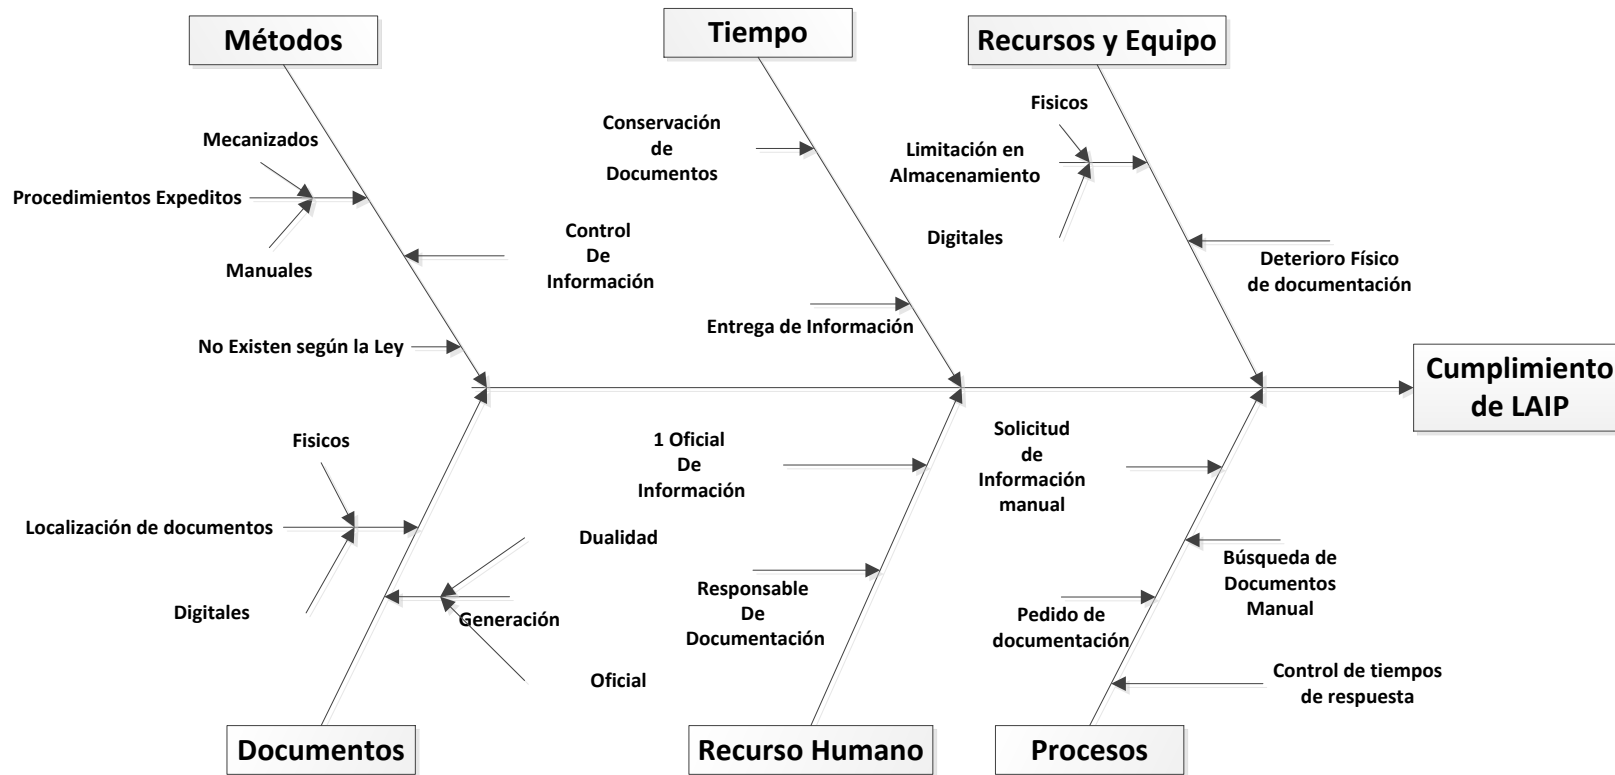 Métodos
Tiempo
Recursos y Equipo
Mecanizados
Procedimientos Expeditos
Manuales
Control
De
Información
No Existen según la Ley
Conservación
de
Documentos
Entrega de Información
Fisicos
Limitación en
Almacenamiento
Digitales
Deterioro Físico
de documentación
Cumplimiento
de LAIP
Fisicos
Localización de documentos
Digitales
Dualidad
Generación
Oficial
1 Oficial
De
Información
Responsable
De
Documentación
Solicitud
de
Información
manual
Búsqueda de
Documentos
Manual
Pedido de
documentación
Control de tiempos
de respuesta
Documentos
Recurso Humano
Procesos